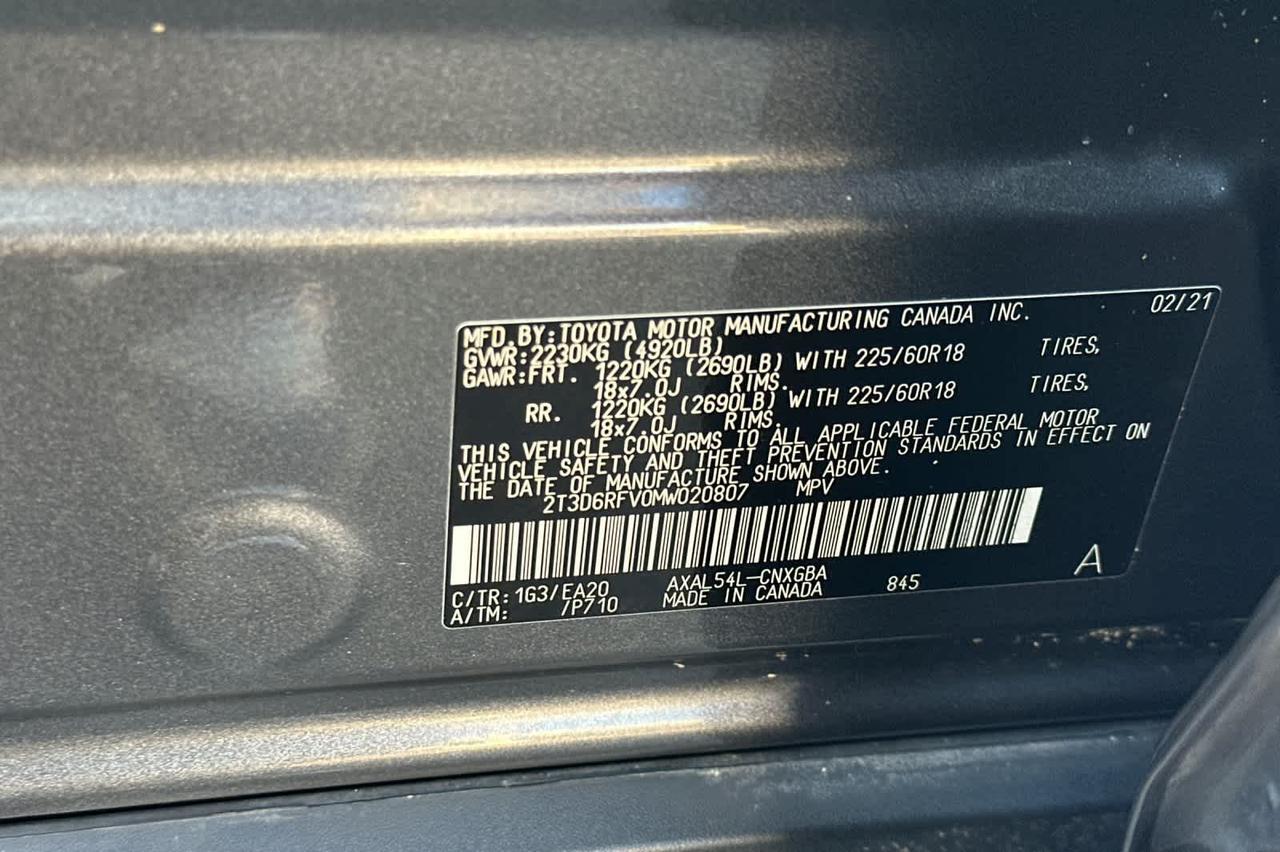 02/21
MFD.BY:TOYOTA MOTOR MANUFACTURING CANADA INC.
GVWR:2230KG (4920LB)
GAWR:FRT. 1220KG (2690LB) WITH 225/60R18 TIRES,
18x7.0J RIMS.
RR. 1220KG (2690LB) WITH 225/60R18 TIRES,
18x7.0J RIMS.
THIS VEHICLE CONFORMS TO ALL APPLICABLE FEDERAL MOTOR
VEHICLE SAFETY AND THEFT PREVENTION STANDARDS IN EFFECT ON
THE DATE OF MANUFACTURE SHOWN ABOVE.
2T3D6RFV0MW020807 MPV
C/TR: 1G3/EA20 AXAL54L-CNXGBA 845
A/TM: /P710 MADE IN CANADA
A